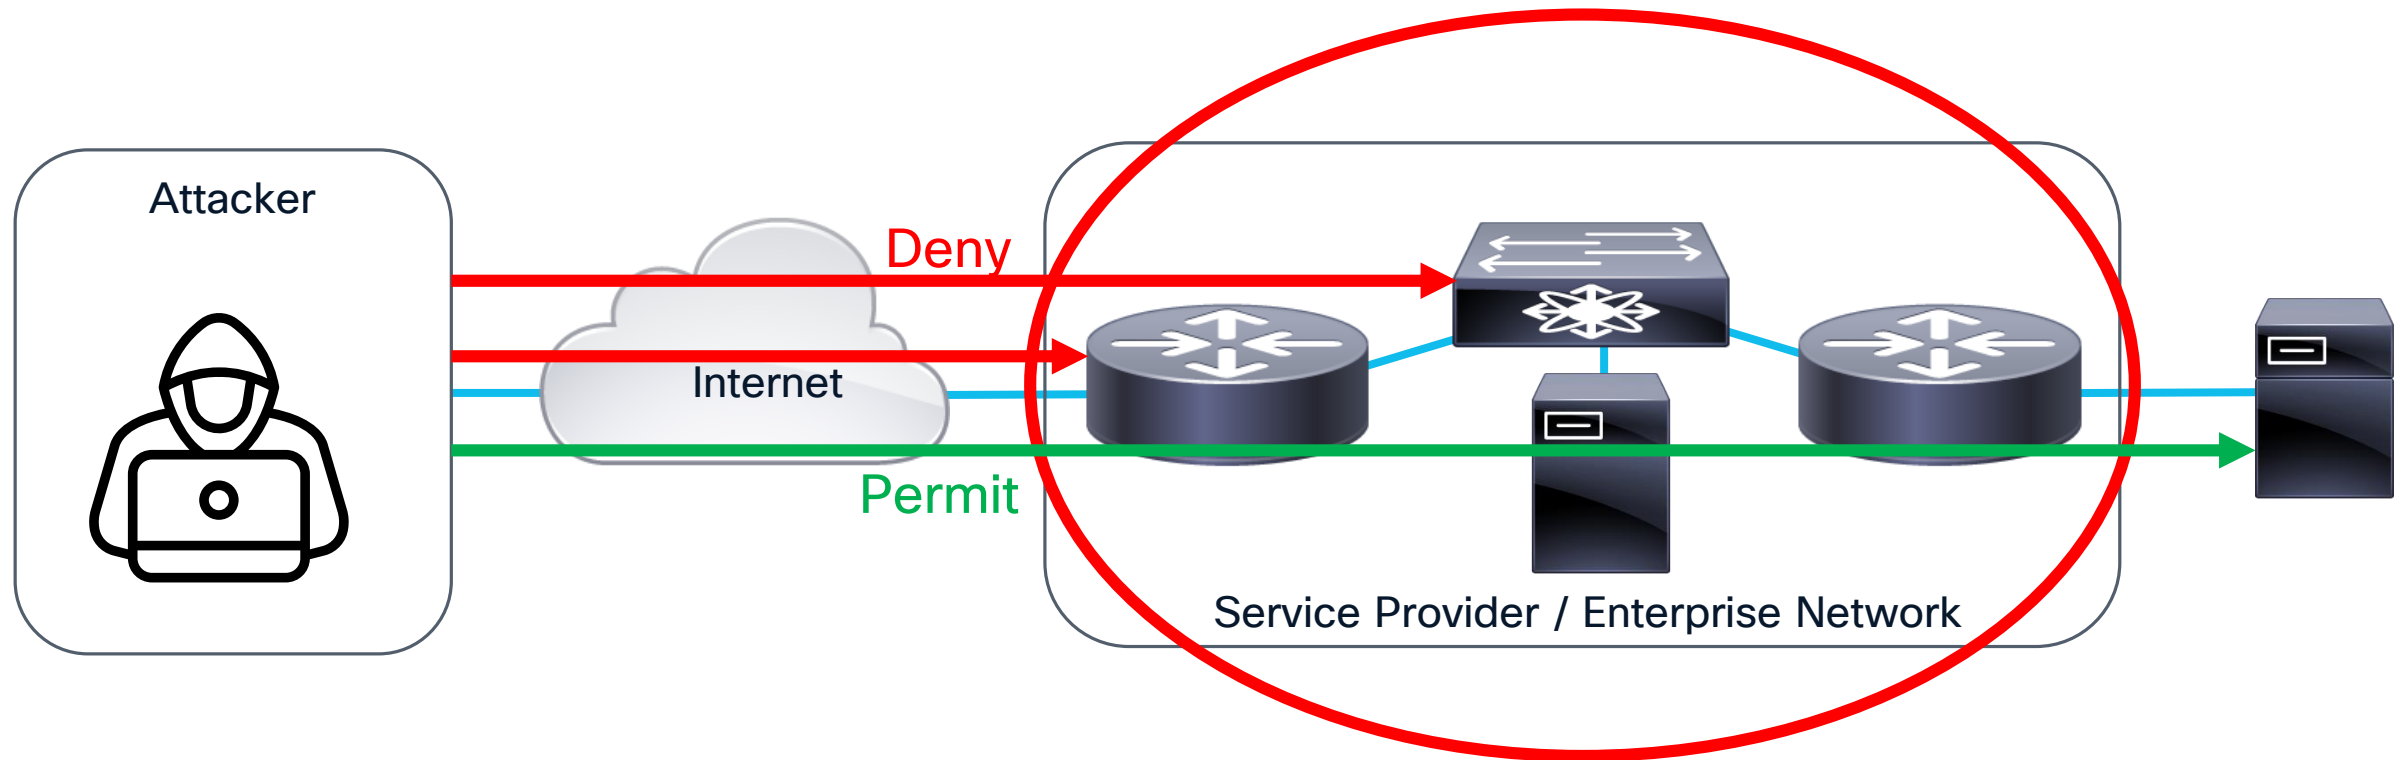 Attacker
Deny
Internet
Permit
Service Provider / Enterprise Network